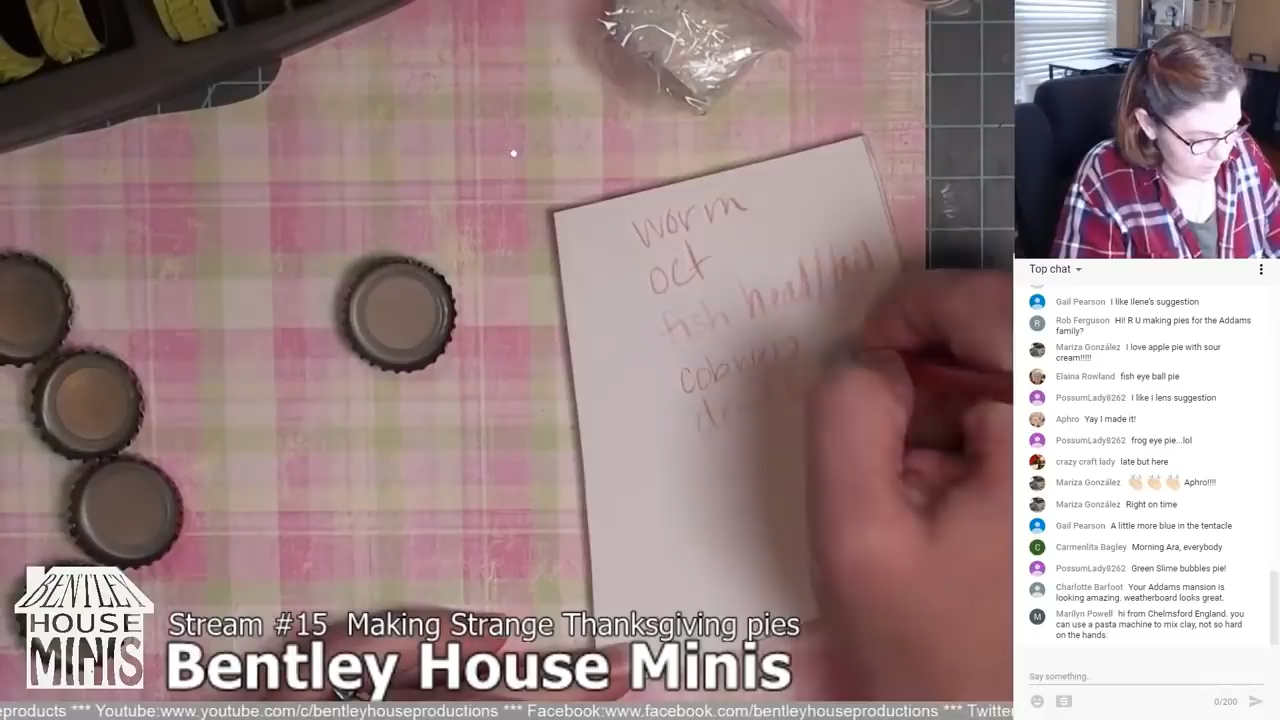 worm
oct
fish head/tail
cobwebs
BENTLEY
HOUSE
MINIS
Stream #15 Making Strange Thanksgiving pies
Bentley House Minis
eproducts *** Youtube:www.youtube.com/c/bentleyhouseproductions *** Facebook:www.facebook.com/bentleyhouseproductions *** Twitter
Top chat
Gail Pearson I like Ilene's suggestion
Rob Ferguson Hi! R U making pies for the Addams
family?
Mariza González I love apple pie with sour
cream!!!!!
Elaina Rowland fish eye ball pie
PossumLady8262 I like I lens suggestion
Aphro Yay I made it!
PossumLady8262 frog eye pie...lol
crazy craft lady late but here
Mariza González Aphro!!!!
Mariza González Right on time
Gail Pearson A little more blue in the tentacle
C
Carmenlita Bagley Morning Ara, everybody
PossumLady8262 Green Slime bubbles pie!
Charlotte Barfoot Your Addams mansion is
looking amazing. weatherboard looks great.
M
Marilyn Powell hi from Chelmsford England. you
can use a pasta machine to mix clay, not so hard
on the hands.
Say something...
0/200